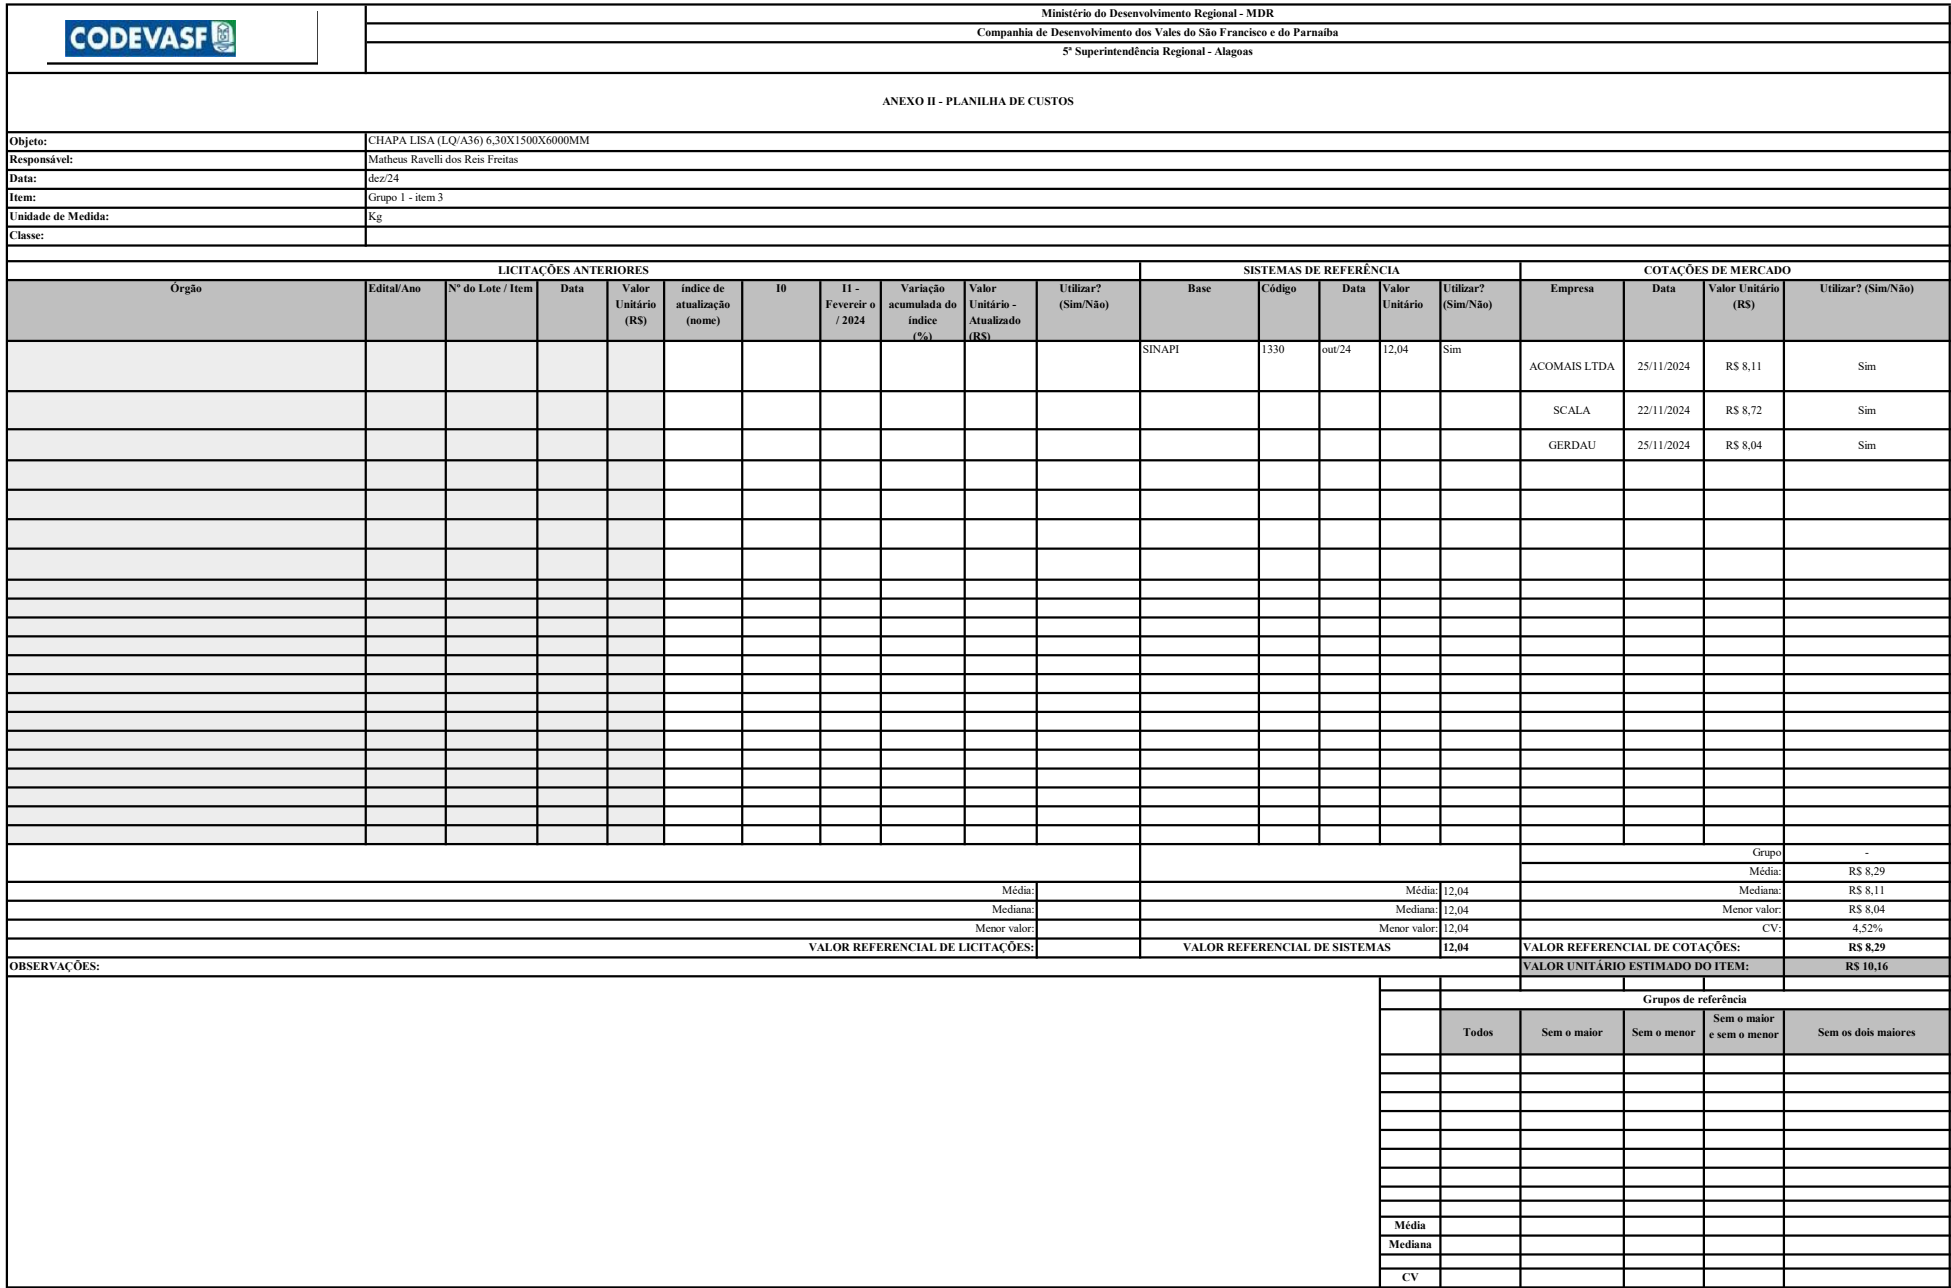 CODEVASF
Ministério do Desenvolvimento Regional - MDR
Companhia de Desenvolvimento dos Vales do São Francisco e do Parnaíba
5ª Superintendência Regional - Alagoas
ANEXO II - PLANILHA DE CUSTOS
Objeto: CHAPA LISA (LQ/A36) 6,30X1500X6000MM
Responsável: Matheus Ravelli dos Reis Freitas
Data: dez/24
Item: Grupo 1 - item 3
Unidade de Medida: Kg
Classe:
LICITAÇÕES ANTERIORES SISTEMAS DE REFERÊNCIA COTAÇÕES DE MERCADO
Órgão Edital/Ano Nº do Lote / Item Data Valor Unitário (R$) índice de atualização (nome) I0 I1 - Fevereir o / 2024 Variação acumulada do índice (%) Valor Unitário - Atualizado (R$) Utilizar? (Sim/Não) Base Código Data Valor Unitário Utilizar? (Sim/Não) Empresa Data Valor Unitário (R$) Utilizar? (Sim/Não)
SINAPI 1330 out/24 12,04 Sim ACOMAIS LTDA 25/11/2024 R$ 8,11 Sim
SCALA 22/11/2024 R$ 8,72 Sim
GERDAU 25/11/2024 R$ 8,04 Sim
Grupo -
Média: R$ 8,29
Média: Média: 12,04 Mediana: R$ 8,11
Mediana: Mediana: 12,04 Menor valor: R$ 8,04
Menor valor: Menor valor: 12,04 CV: 4,52%
VALOR REFERENCIAL DE LICITAÇÕES: VALOR REFERENCIAL DE SISTEMAS 12,04 VALOR REFERENCIAL DE COTAÇÕES: R$ 8,29
OBSERVAÇÕES: VALOR UNITÁRIO ESTIMADO DO ITEM: R$ 10,16
Grupos de referência
Todos Sem o maior Sem o menor Sem o maior e sem o menor Sem os dois maiores
Média
Mediana
CV